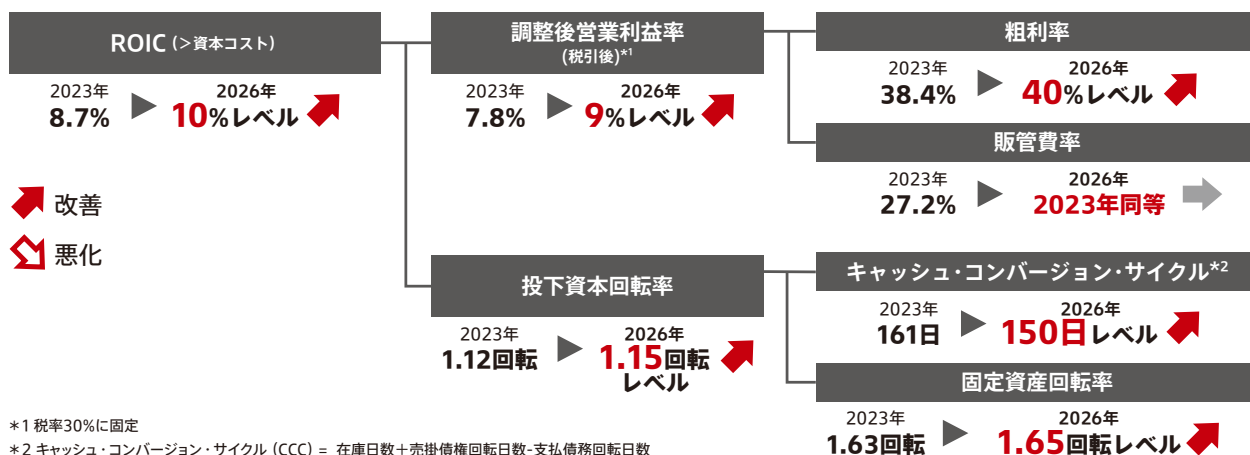 ROIC (＞資本コスト)
2023年
8.7%
2026年
10%レベル
改善
悪化
調整後営業利益率
(税引後)*1
2023年
7.8%
2026年
9%レベル
投下資本回転率
2023年
1.12回転
2026年
1.15回転
レベル
粗利率
2023年
38.4%
2026年
40%レベル
販管費率
2023年
27.2%
2026年
2023年同等
キャッシュ・コンバージョン・サイクル*2
2023年
161日
2026年
150日レベル
固定資産回転率
2023年
1.63回転
2026年
1.65回転レベル
＊1 税率30%に固定
＊2 キャッシュ・コンバージョン・サイクル (CCC) = 在庫日数＋売掛債権回転日数-支払債務回転日数